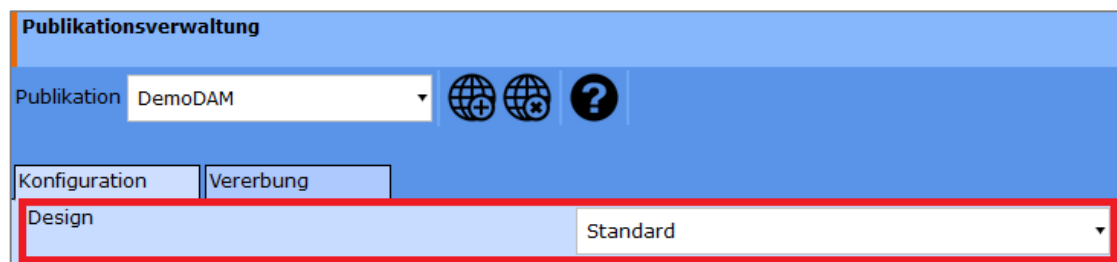 Publikationsverwaltung
Publikation DemoDAM
Konfiguration Vererbung
Design Standard